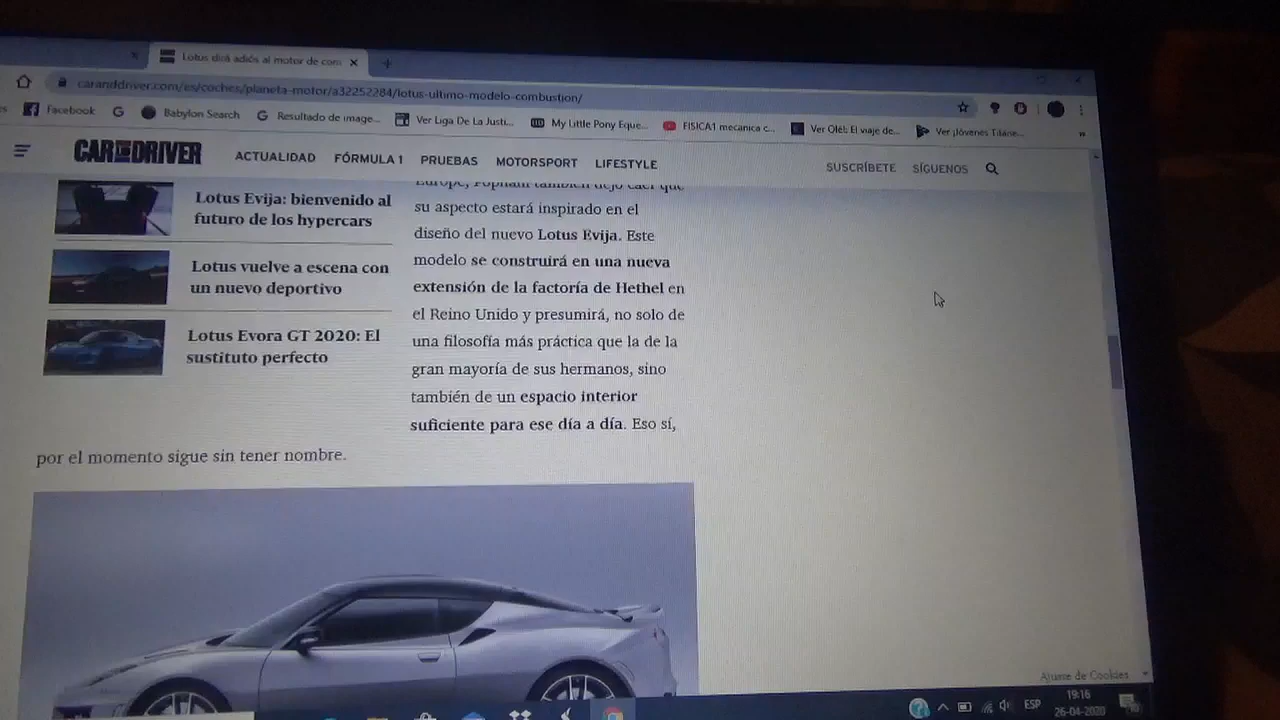 Lotus dirá adiós al motor de com
caranddriver.com/es/coches/planeta-motor/a32252284/lotus-ultimo-modelo-combustion/
es Facebook G Babylon Search Resultado de image... Ver Liga De La Justi... My Little Pony Eque... FISICA1 mecanica c... Ver Olé!: El viaje de... Ver Jóvenes Titane... »
CAR AND DRIVER ACTUALIDAD FÓRMULA 1 PRUEBAS MOTORSPORT LIFESTYLE SUSCRÍBETE SÍGUENOS
Lotus Evija: bienvenido al
futuro de los hypercars
Lotus vuelve a escena con
un nuevo deportivo
Lotus Evora GT 2020: El
sustituto perfecto
Europe, Popham también dejó caer que
su aspecto estará inspirado en el
diseño del nuevo Lotus Evija. Este
modelo se construirá en una nueva
extensión de la factoría de Hethel en
el Reino Unido y presumirá, no solo de
una filosofía más práctica que la de la
gran mayoría de sus hermanos, sino
también de un espacio interior
suficiente para ese día a día. Eso sí,
por el momento sigue sin tener nombre.
Ajuste de Cookies
ESP
19:16
26-04-2020